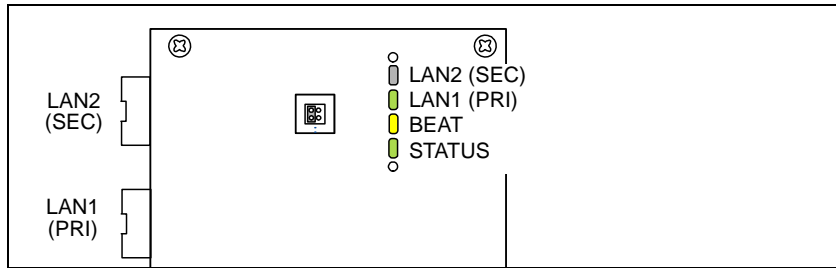 LAN2
(SEC)
LAN1
(PRI)
LAN2 (SEC)
LAN1 (PRI)
BEAT
STATUS